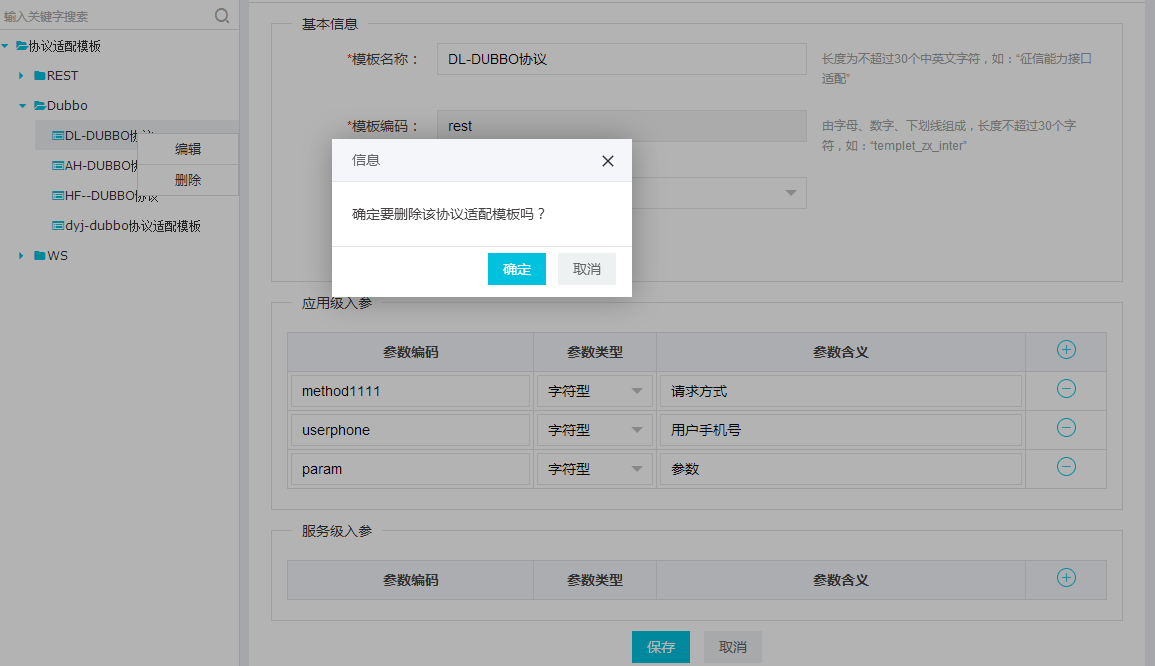 输入关键字搜索
协议适配模板
REST
Dubbo
DL-DUBBO协议
编辑
AH-DUBBO协
删除
HF--DUBBO协议
dyj-dubbo协议适配模板
WS
基本信息
*模板名称：
DL-DUBBO协议
长度为不超过30个中英文字符，如：“征信能力接口
适配”
*模板编码：
rest
由字母、数字、下划线组成，长度不超过30个字
符，如：“templet_zx_inter”
信息
确定要删除该协议适配模板吗？
确定
取消
应用级入参
参数编码 参数类型 参数含义
method1111 字符型 请求方式
userphone 字符型 用户手机号
param 字符型 参数
服务级入参
参数编码 参数类型 参数含义
保存 取消